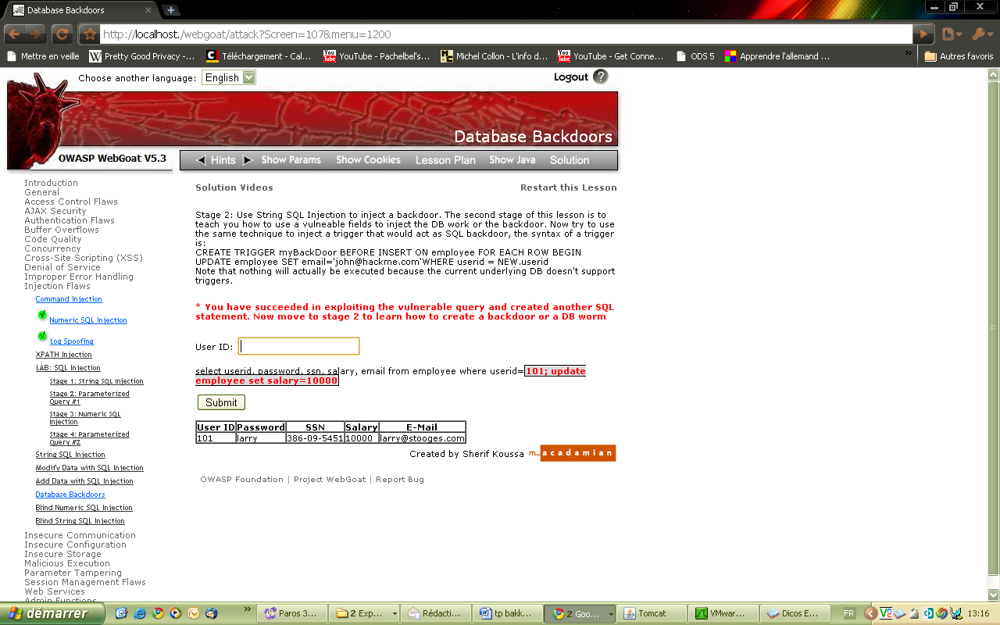 Database Backdoors
http://localhost./webgoat/attack?Screen=107&menu=1200
Mettre en veille
Pretty Good Privacy -...
Téléchargement - Cal...
YouTube - Pachelbel's...
Michel Collon - L'info d...
YouTube - Get Conne...
ODS 5
Apprendre l'allemand ...
»
Autres favoris
Choose another language: English
Logout ?
Database Backdoors
OWASP WebGoat V5.3
Hints
Show Params
Show Cookies
Lesson Plan
Show Java
Solution
Introduction
General
Access Control Flaws
AJAX Security
Authentication Flaws
Buffer Overflows
Code Quality
Concurrency
Cross-Site Scripting (XSS)
Denial of Service
Improper Error Handling
Injection Flaws
Command Injection
Numeric SQL Injection
Log Spoofing
XPATH Injection
LAB: SQL Injection
Stage 1: String SQL Injection
Stage 2: Parameterized
Query #1
Stage 3: Numeric SQL
Injection
Stage 4: Parameterized
Query #2
String SQL Injection
Modify Data with SQL Injection
Add Data with SQL Injection
Database Backdoors
Blind Numeric SQL Injection
Blind String SQL Injection
Insecure Communication
Insecure Configuration
Insecure Storage
Malicious Execution
Parameter Tampering
Session Management Flaws
Web Services
Admin Functions
Solution Videos
Restart this Lesson
Stage 2: Use String SQL Injection to inject a backdoor. The second stage of this lesson is to
teach you how to use a vulneable fields to inject the DB work or the backdoor. Now try to use
the same technique to inject a trigger that would act as SQL backdoor, the syntax of a trigger
is:
CREATE TRIGGER myBackDoor BEFORE INSERT ON employee FOR EACH ROW BEGIN
UPDATE employee SET email='john@hackme.com'WHERE userid = NEW.userid
Note that nothing will actually be executed because the current underlying DB doesn't support
triggers.
* You have succeeded in exploiting the vulnerable query and created another SQL
statement. Now move to stage 2 to learn how to create a backdoor or a DB worm
User ID:
select userid, password, ssn, salary, email from employee where userid=101; update
employee set salary=10000
Submit
User ID Password SSN Salary E-Mail
101 larry 386-09-5451 10000 larry@stooges.com
Created by Sherif Koussa macadamian
OWASP Foundation | Project WebGoat | Report Bug
démarrer
»
Paros 3...
2 Exp...
Rédacti...
tp bakk...
2 Goo...
Tomcat
VMwar...
Dicos E...
FR
13:16